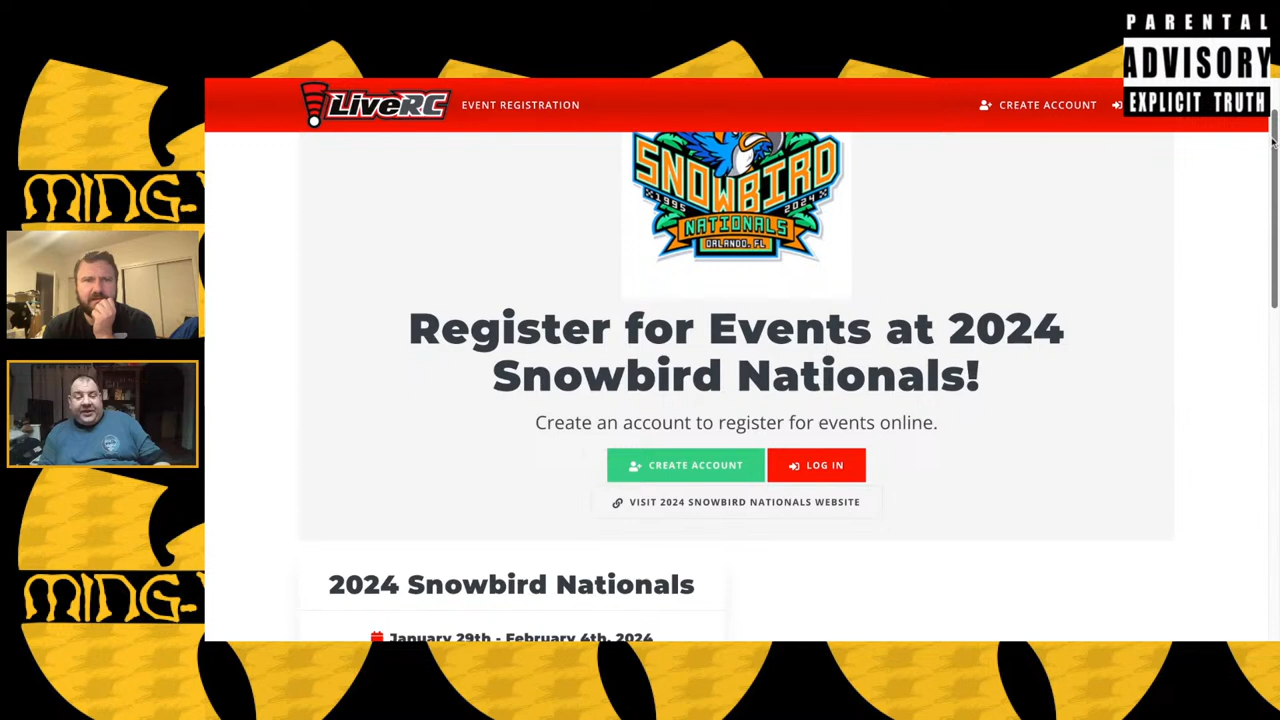 PARENTAL
ADVISORY
EXPLICIT TRUTH
LiveRC
EVENT REGISTRATION
CREATE ACCOUNT
SNOWBIRD
1995 2024
NATIONALS
ORLANDO, FL
Register for Events at 2024
Snowbird Nationals!
Create an account to register for events online.
CREATE ACCOUNT
LOG IN
VISIT 2024 SNOWBIRD NATIONALS WEBSITE
2024 Snowbird Nationals
January 29th - February 4th, 2024
MING-
MING-